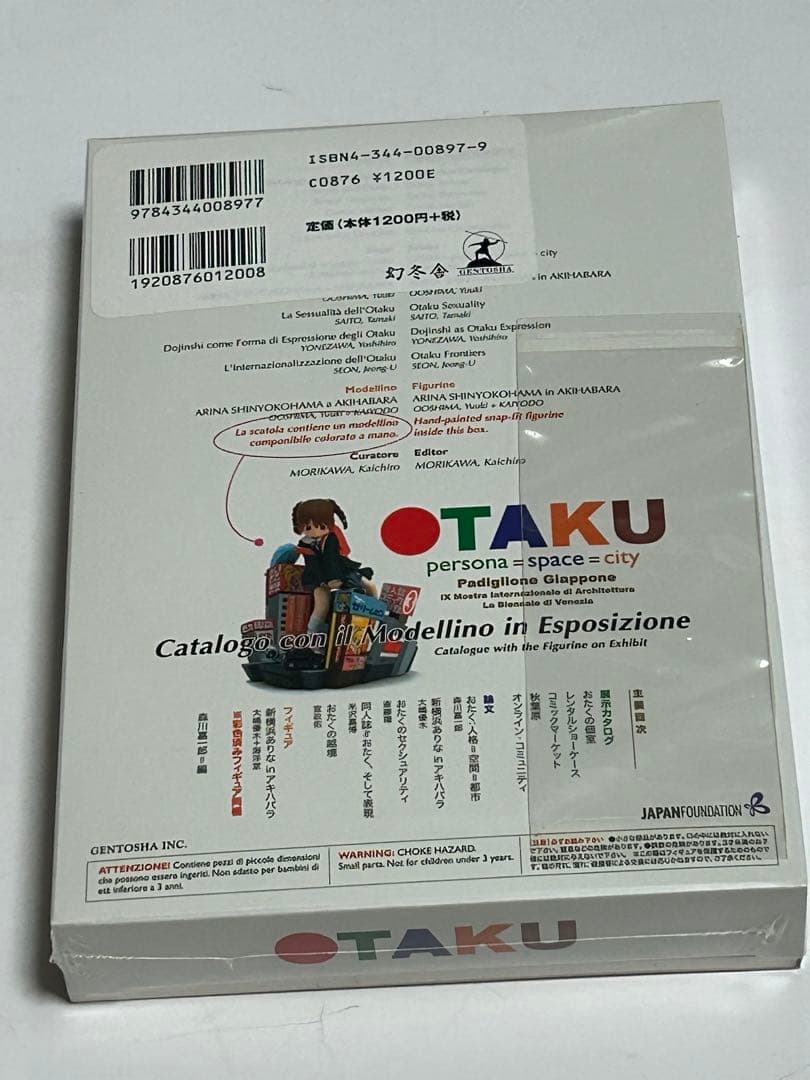 ISBN4-344-00897-9
C0876 ¥1200E
9784344008977
定価(本体1200円+税)
1920876012008
幻冬舎 GENTOSHA
city
in AKIHABARA
OOSHIMA, Yuuki OOSHIMA, Yuuki
La Sessualità dell'Otaku Otaku Sexuality
SAITO, Tamaki SAITO, Tamaki
Dojinshi come Forma di Espressione degli Otaku Dojinshi as Otaku Expression
YONEZAWA, Yoshihiro YONEZAWA, Yoshihiro
L'Internazionalizzazione dell'Otaku Otaku Frontiers
SEON, Jeong-U SEON, Jeong-U
Modellino Figurine
ARINA SHINYOKOHAMA a AKIHABARA ARINA SHINYOKOHAMA in AKIHABARA
OOSHIMA, Yuuki + KAIYODO OOSHIMA, Yuuki + KAIYODO
La scatola contiene un modellino Hand-painted snap-fit figurine
componibile colorato a mano. inside this box.
Curatore Editor
MORIKAWA, Kaichiro MORIKAWA, Kaichiro
OTAKU
persona = space = city
Padiglione Giappone
IX Mostra Internazionale di Architettura
La Biennale di Venezia
Catalogo con il Modellino in Esposizione
Catalogue with the Figurine on Exhibit
主要目次
展示カタログ
おたくの個室
レンタルショーケース
コミックマーケット
秋葉原
オンライン・コミュニティ
論文
おたく:人格=空間=都市
森川嘉一郎
新横浜ありな in アキハバラ
大嶋優木
おたくのセクシュアリティ
斎藤環
同人誌+おたく、そして表現
米沢嘉博
おたくの越境
宣政佑
フィギュア
新横浜ありな in アキハバラ
大嶋優木+海洋堂
森川嘉一郎=編
JAPANFOUNDATION
GENTOSHA INC.
ATTENZIONE! Contiene pezzi di piccole dimensioni
che possono essere ingeriti. Non adatto per bambini di
età inferiore a 3 anni.
WARNING: CHOKE HAZARD.
Small parts. Not for children under 3 years.
OTAKU